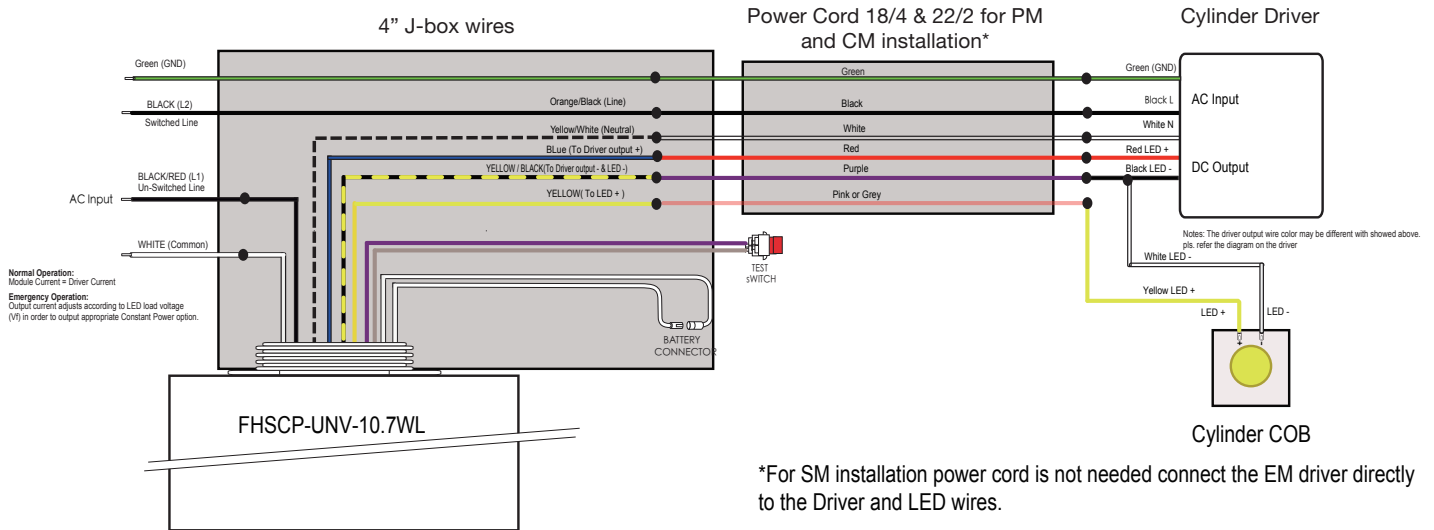 4” J-box wires
Power Cord 18/4 & 22/2 for PM
and CM installation*
Cylinder Driver
Green (GND)
Green
Green (GND)
BLACK (L2)
Switched Line
Orange/Black (Line)
Black
Black L
AC Input
Yellow/White (Neutral)
White
White N
BLue (To Driver output +)
Red
Red LED +
YELLOW / BLACK(To Driver output - & LED -)
Purple
Black LED -
DC Output
BLACK/RED (L1)
Un-Switched Line
AC Input
YELLOW( To LED + )
Pink or Grey
WHITE (Common)
Notes: The driver output wire color may be different with showed above.
pls. refer the diagram on the driver
White LED -
TEST
sWITCH
Normal Operation:
Module Current = Driver Current
Emergency Operation:
Output current adjusts according to LED load voltage
(Vf) in order to output appropriate Constant Power option.
Yellow LED +
LED +
LED -
BATTERY
CONNECTOR
+
-
FHSCP-UNV-10.7WL
Cylinder COB
*For SM installation power cord is not needed connect the EM driver directly
to the Driver and LED wires.